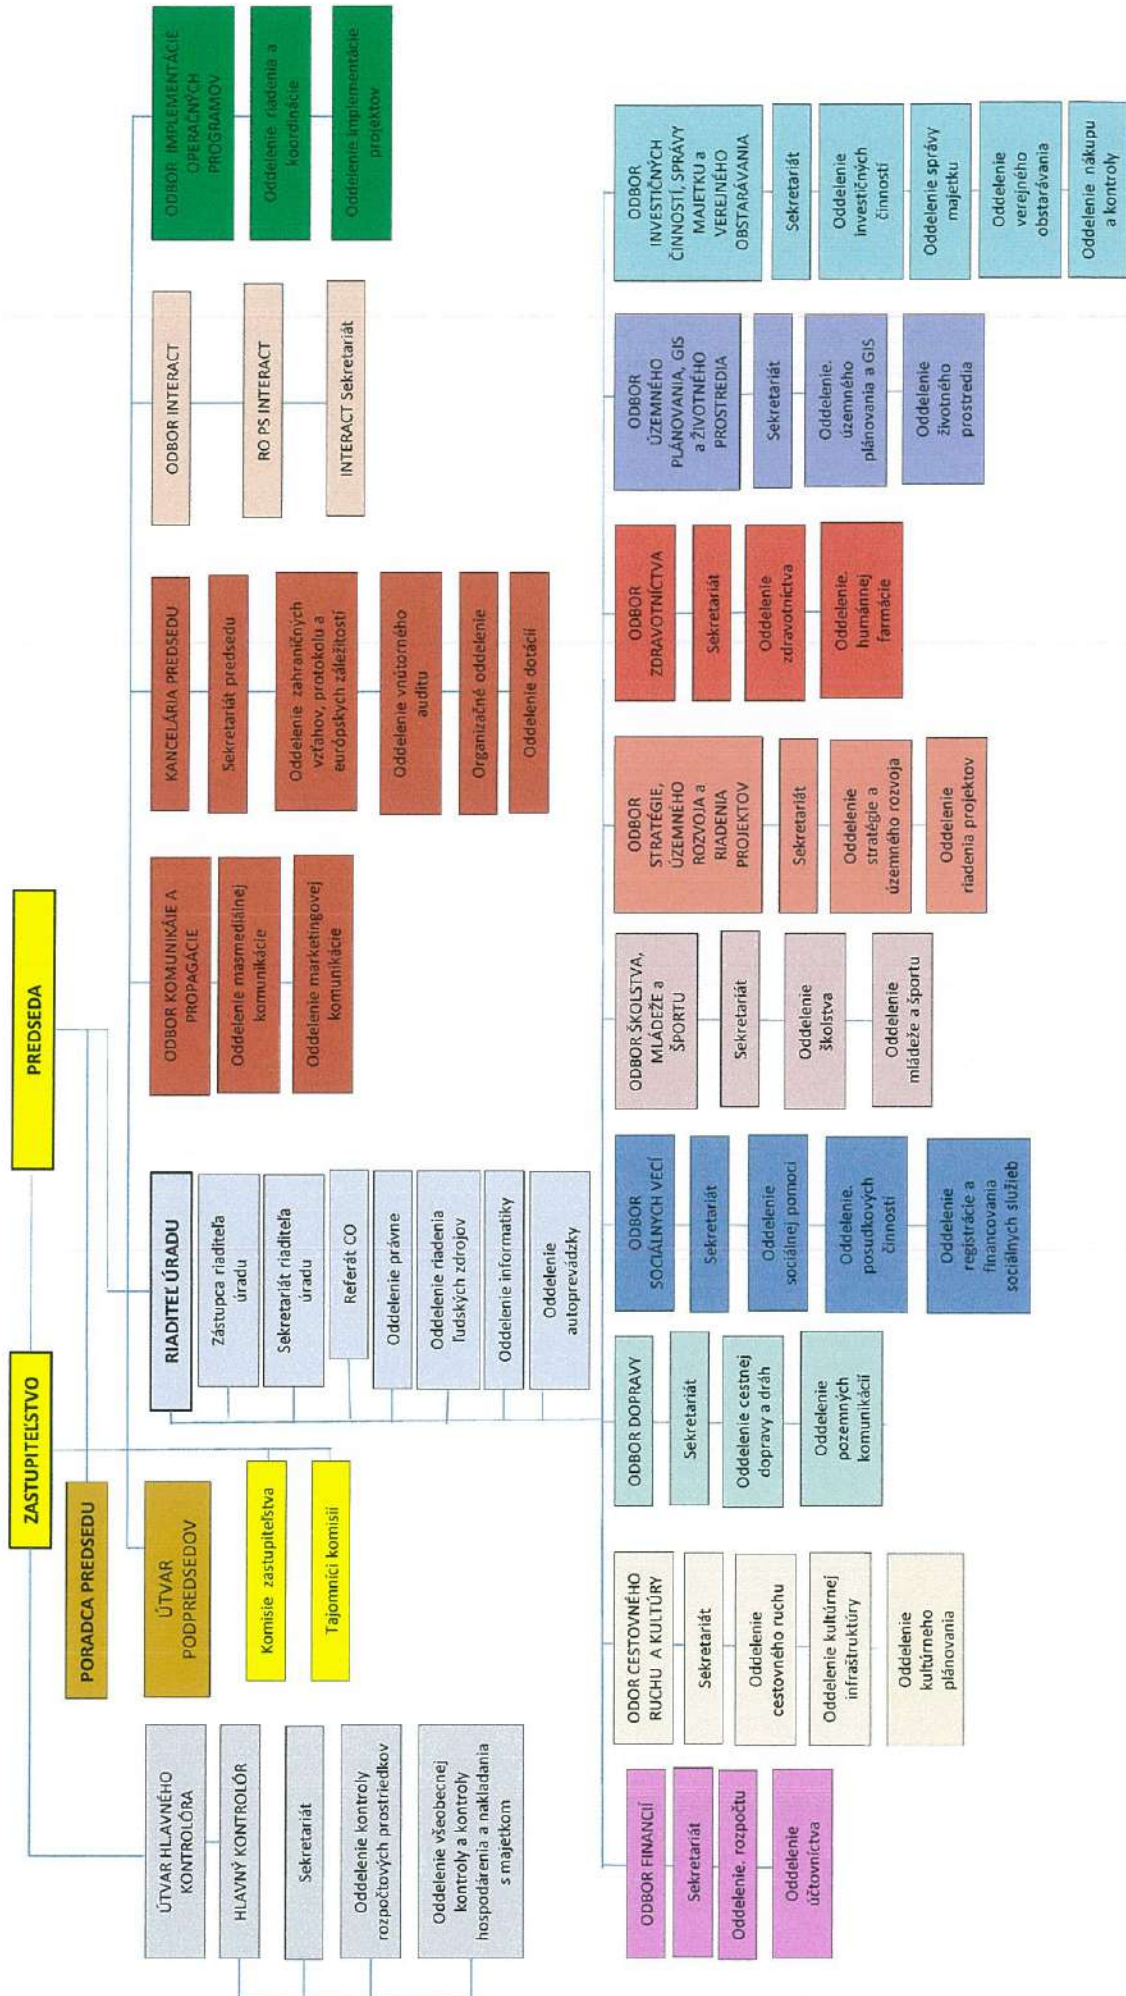 ZASTUPITEĽSTVO
PREDSEDA
PORADCA PREDSEDU
ÚTVAR
PODPREDSEDOV
Komisie zastupiteľstva
Tajomníci komisií
ÚTVAR HLAVNÉHO
KONTROLÓRA
HLAVNÝ KONTROLÓR
Sekretariát
Oddelenie kontroly
rozpočtových prostriedkov
Oddelenie všeobecnej
kontroly a kontroly
hospodárenia a nakladania
s majetkom
RIADITEĽ ÚRADU
Zástupca riaditeľa
úradu
Sekretariát riaditeľa
úradu
Referát CO
Oddelenie právne
Oddelenie riadenia
ľudských zdrojov
Oddelenie informatiky
Oddelenie
autoprevádzky
ODBOR KOMUNIKÁIE A
PROPAGÁCIE
Oddelenie masmediálnej
komunikácie
Oddelenie marketingovej
komunikácie
KANCELÁRIA PREDSEDU
Sekretariát predsedu
Oddelenie zahraničných
vzťahov, protokolu a
európskych záležitostí
Oddelenie vnútorného
auditu
Organizačné oddelenie
Oddelenie dotácií
ODBOR INTERACT
RO PS INTERACT
INTERACT Sekretariát
ODBOR IMPLEMENTÁCIE
OPERAČNÝCH
PROGRAMOV
Oddelenie riadenia a
koordinácie
Oddelenie implementácie
projektov
ODBOR FINANCIÍ
Sekretariát
Oddelenie. rozpočtu
Oddelenie
účtovníctva
ODOR CESTOVNÉHO
RUCHU A KULTÚRY
Sekretariát
Oddelenie
cestovného ruchu
Oddelenie kultúrnej
infraštruktúry
Oddelenie
kultúrneho
plánovania
ODBOR DOPRAVY
Sekretariát
Oddelenie cestnej
dopravy a dráh
Oddelenie
pozemných
komunikácií
ODBOR
SOCIÁLNYCH VECÍ
Sekretariát
Oddelenie
sociálnej pomoci
Oddelenie.
posudkových
činností
Oddelenie
registrácie a
financovania
sociálnych služieb
ODBOR ŠKOLSTVA,
MLÁDEŽE a
ŠPORTU
Sekretariát
Oddelenie
školstva
Oddelenie
mládeže a športu
ODBOR
STRATÉGIE,
ÚZEMNÉHO
ROZVOJA a
RIADENIA
PROJEKTOV
Sekretariát
Oddelenie
stratégie a
územného rozvoja
Oddelenie
riadenia projektov
ODBOR
ZDRAVOTNÍCTVA
Sekretariát
Oddelenie
zdravotníctva
Oddelenie.
humánnej
farmácie
ODBOR
ÚZEMNÉHO
PLÁNOVANIA, GIS
a ŽIVOTNÉHO
PROSTREDIA
Sekretariát
Oddelenie.
územného
plánovania a GIS
Oddelenie
životneho
prostredia
ODBOR
INVESTIČNÝCH
ČINNOSTÍ, SPRÁVY
MAJETKU a
VEREJNÉHO
OBSTARÁVANIA
Sekretariát
Oddelenie
investičných
činností
Oddelenie správy
majetku
Oddelenie
verejného
obstarávania
Oddelenie nákupu
a kontroly